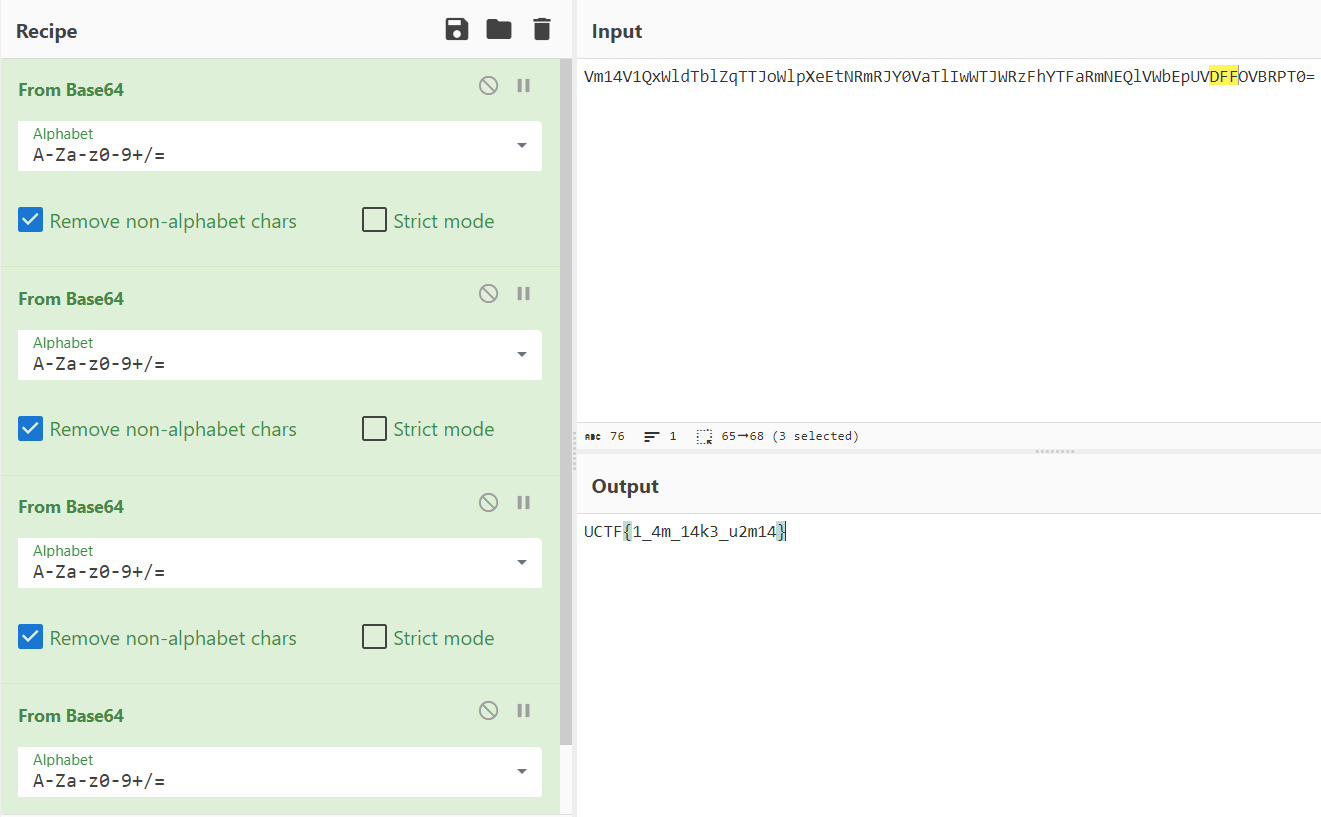 Recipe
From Base64
Alphabet
A-Za-z0-9+/=
Remove non-alphabet chars
Strict mode
From Base64
Alphabet
A-Za-z0-9+/=
Remove non-alphabet chars
Strict mode
From Base64
Alphabet
A-Za-z0-9+/=
Remove non-alphabet chars
Strict mode
From Base64
Alphabet
A-Za-z0-9+/=
Input
Vm14V1QxWldTblZqTTJoWlpXeEtNRmRJY0VaTlIwWTJWRzFhYTFaRmNEQlVWbEpUVDFFOVBRPT0=
ABC 76
1
65→68 (3 selected)
Output
UCTF{1_4m_14k3_u2m14}